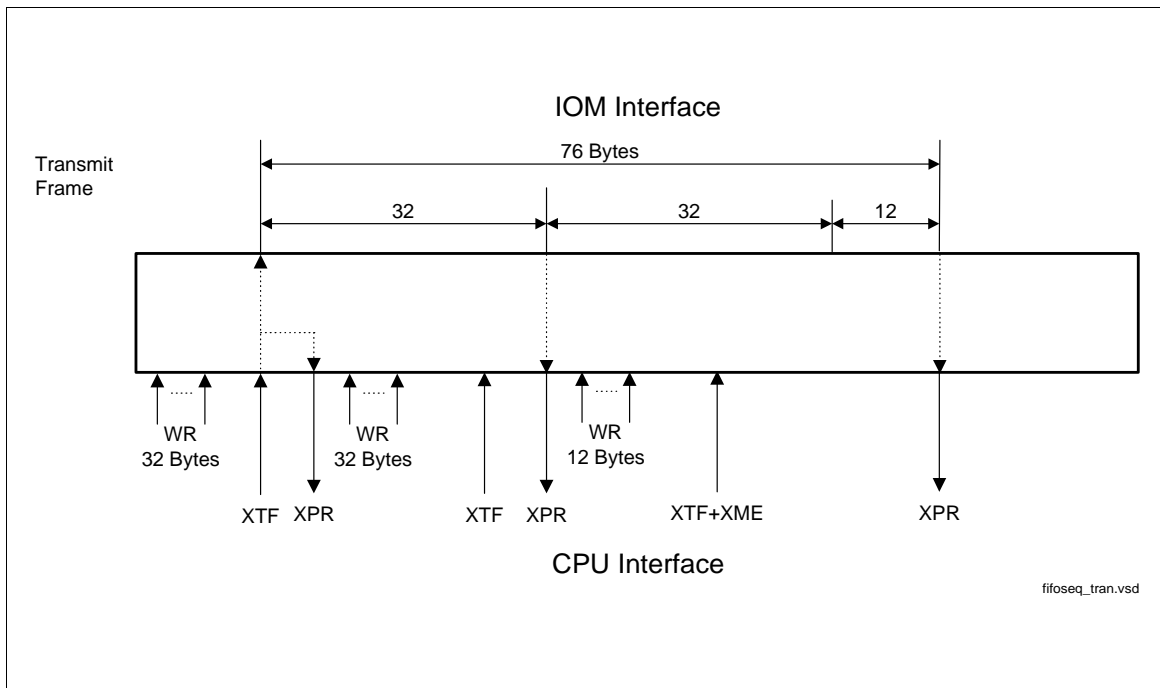 IOM Interface
76 Bytes
Transmit
Frame
32
32
12
.....
.....
.....
WR
32 Bytes
WR
32 Bytes
WR
12 Bytes
XTF
XPR
XTF
XPR
XTF+XME
XPR
CPU Interface
fifoseq_tran.vsd